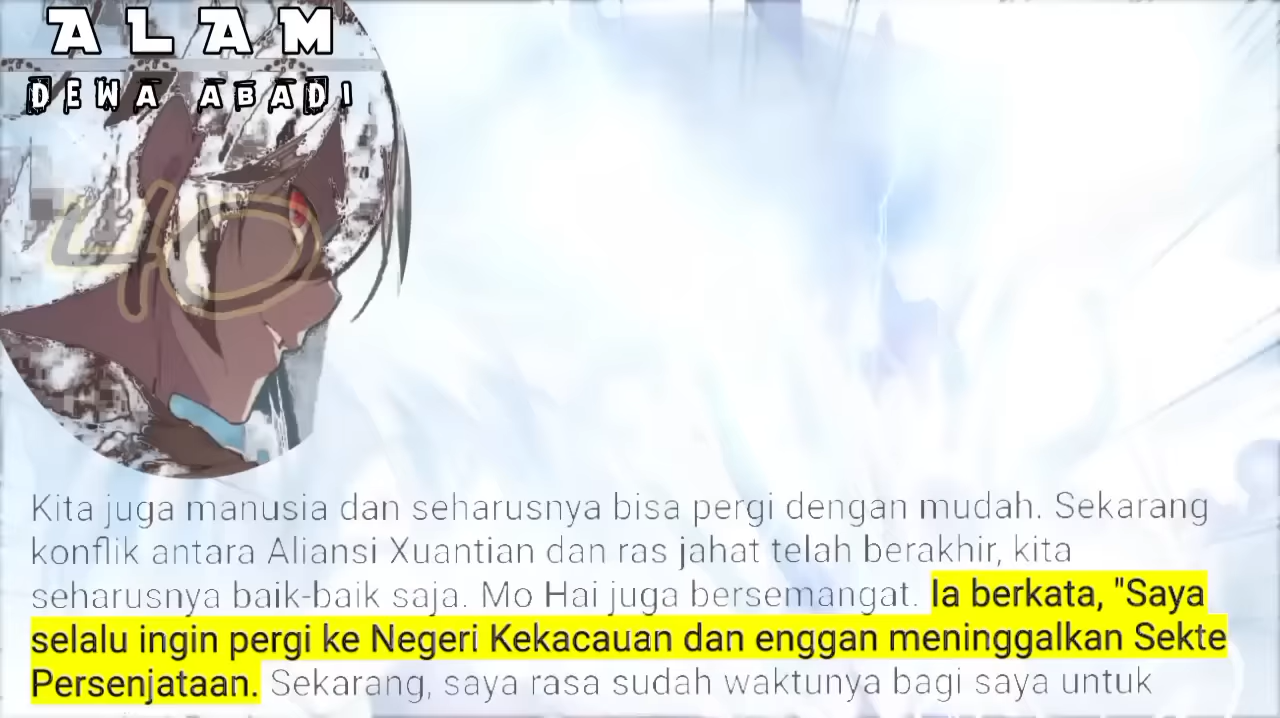 ALAM
DEWA ABADI
40
Kita juga manusia dan seharusnya bisa pergi dengan mudah. Sekarang
konflik antara Aliansi Xuantian dan ras jahat telah berakhir, kita
seharusnya baik-baik saja. Mo Hai juga bersemangat. Ia berkata, "Saya
selalu ingin pergi ke Negeri Kekacauan dan enggan meninggalkan Sekte
Persenjataan. Sekarang, saya rasa sudah waktunya bagi saya untuk